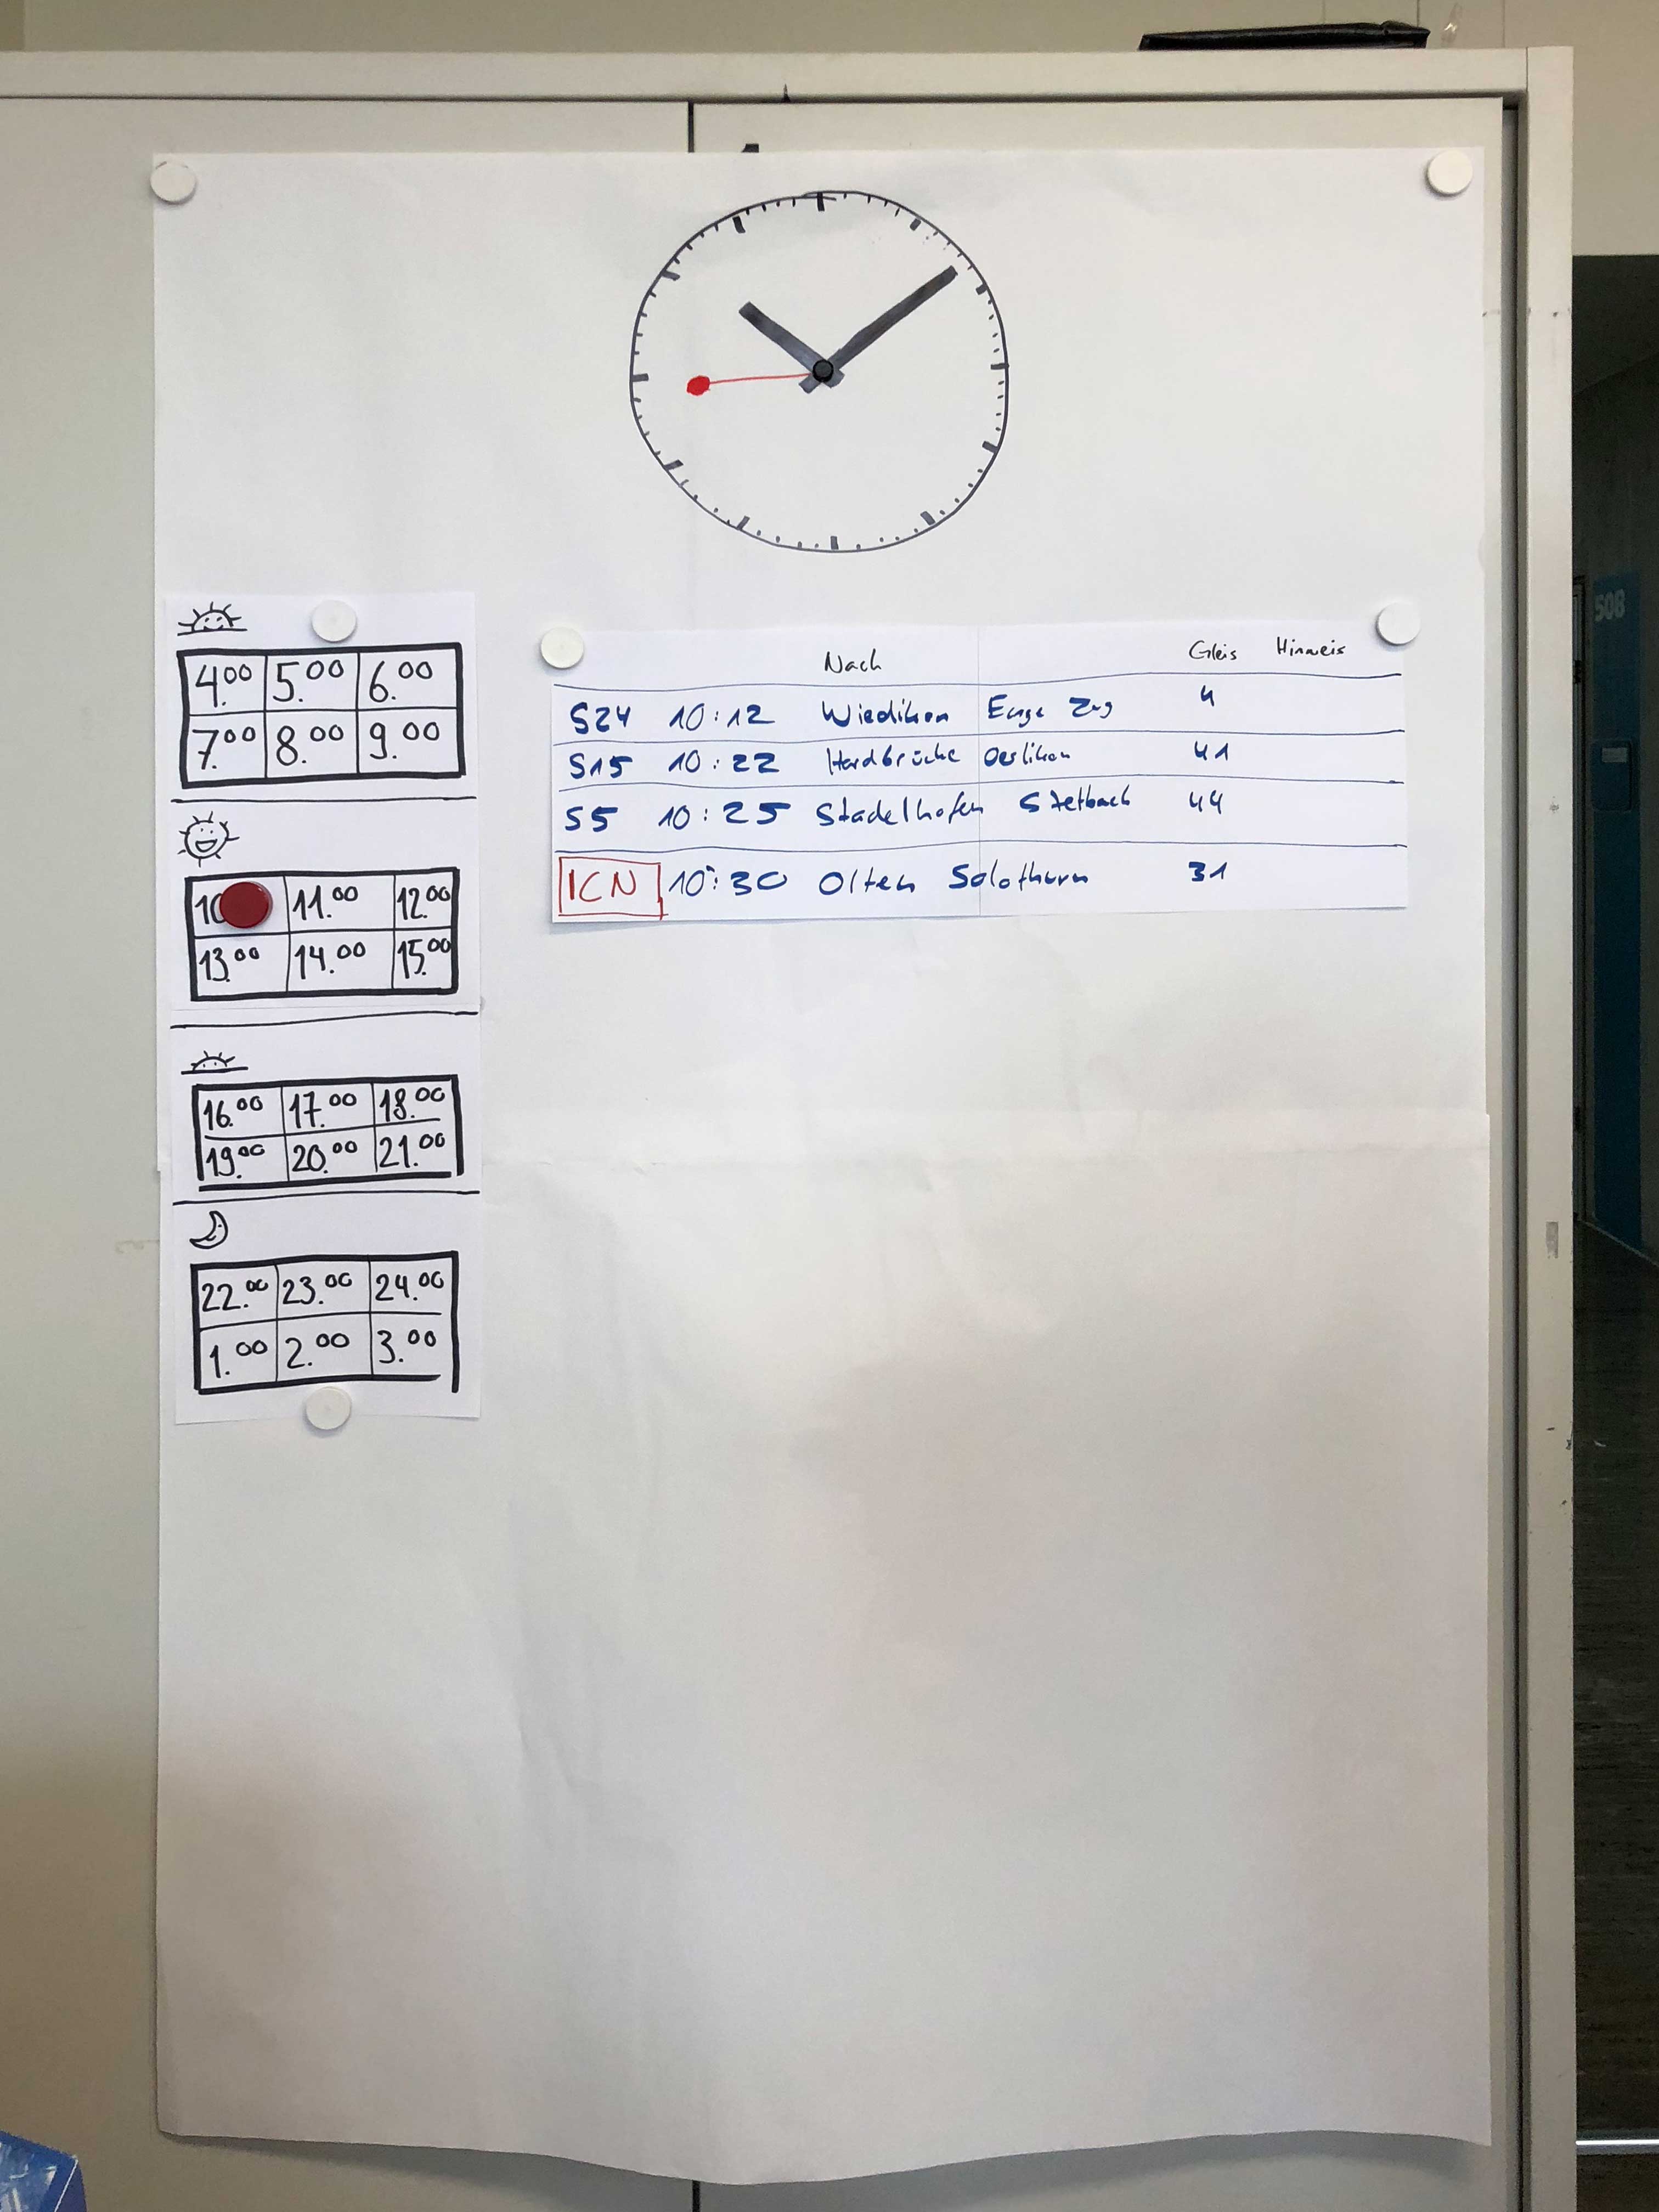 4.00 5.00 6.00
7.00 8.00 9.00
10
11.00 12.00
13.00 14.00 15.00
16.00 17.00 18.00
19.00 20.00 21.00
22.00 23.00 24.00
1.00 2.00 3.00
Nach Gleis Hinweis
S24 10:12 Wiedikon Enge Zug 4
S15 10:22 Hardbrücke Oerlikon 41
S5 10:25 Stadelhofen Stetbach 44
ICN 10:30 Olten Solothurn 31
508